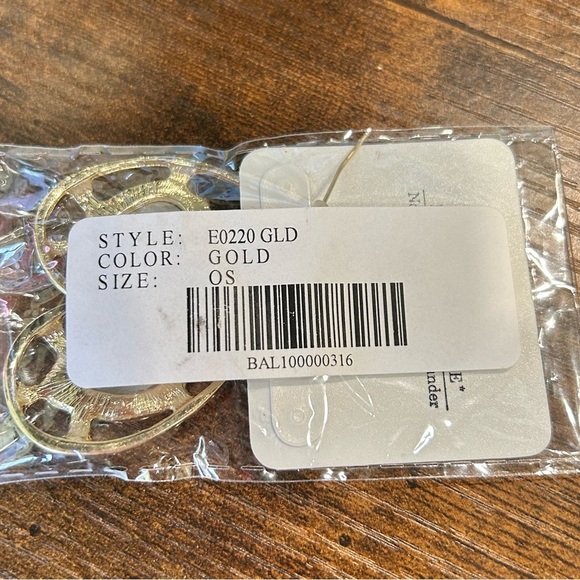 STYLE: E0220 GLD
COLOR: GOLD
SIZE: OS
BAL100000316